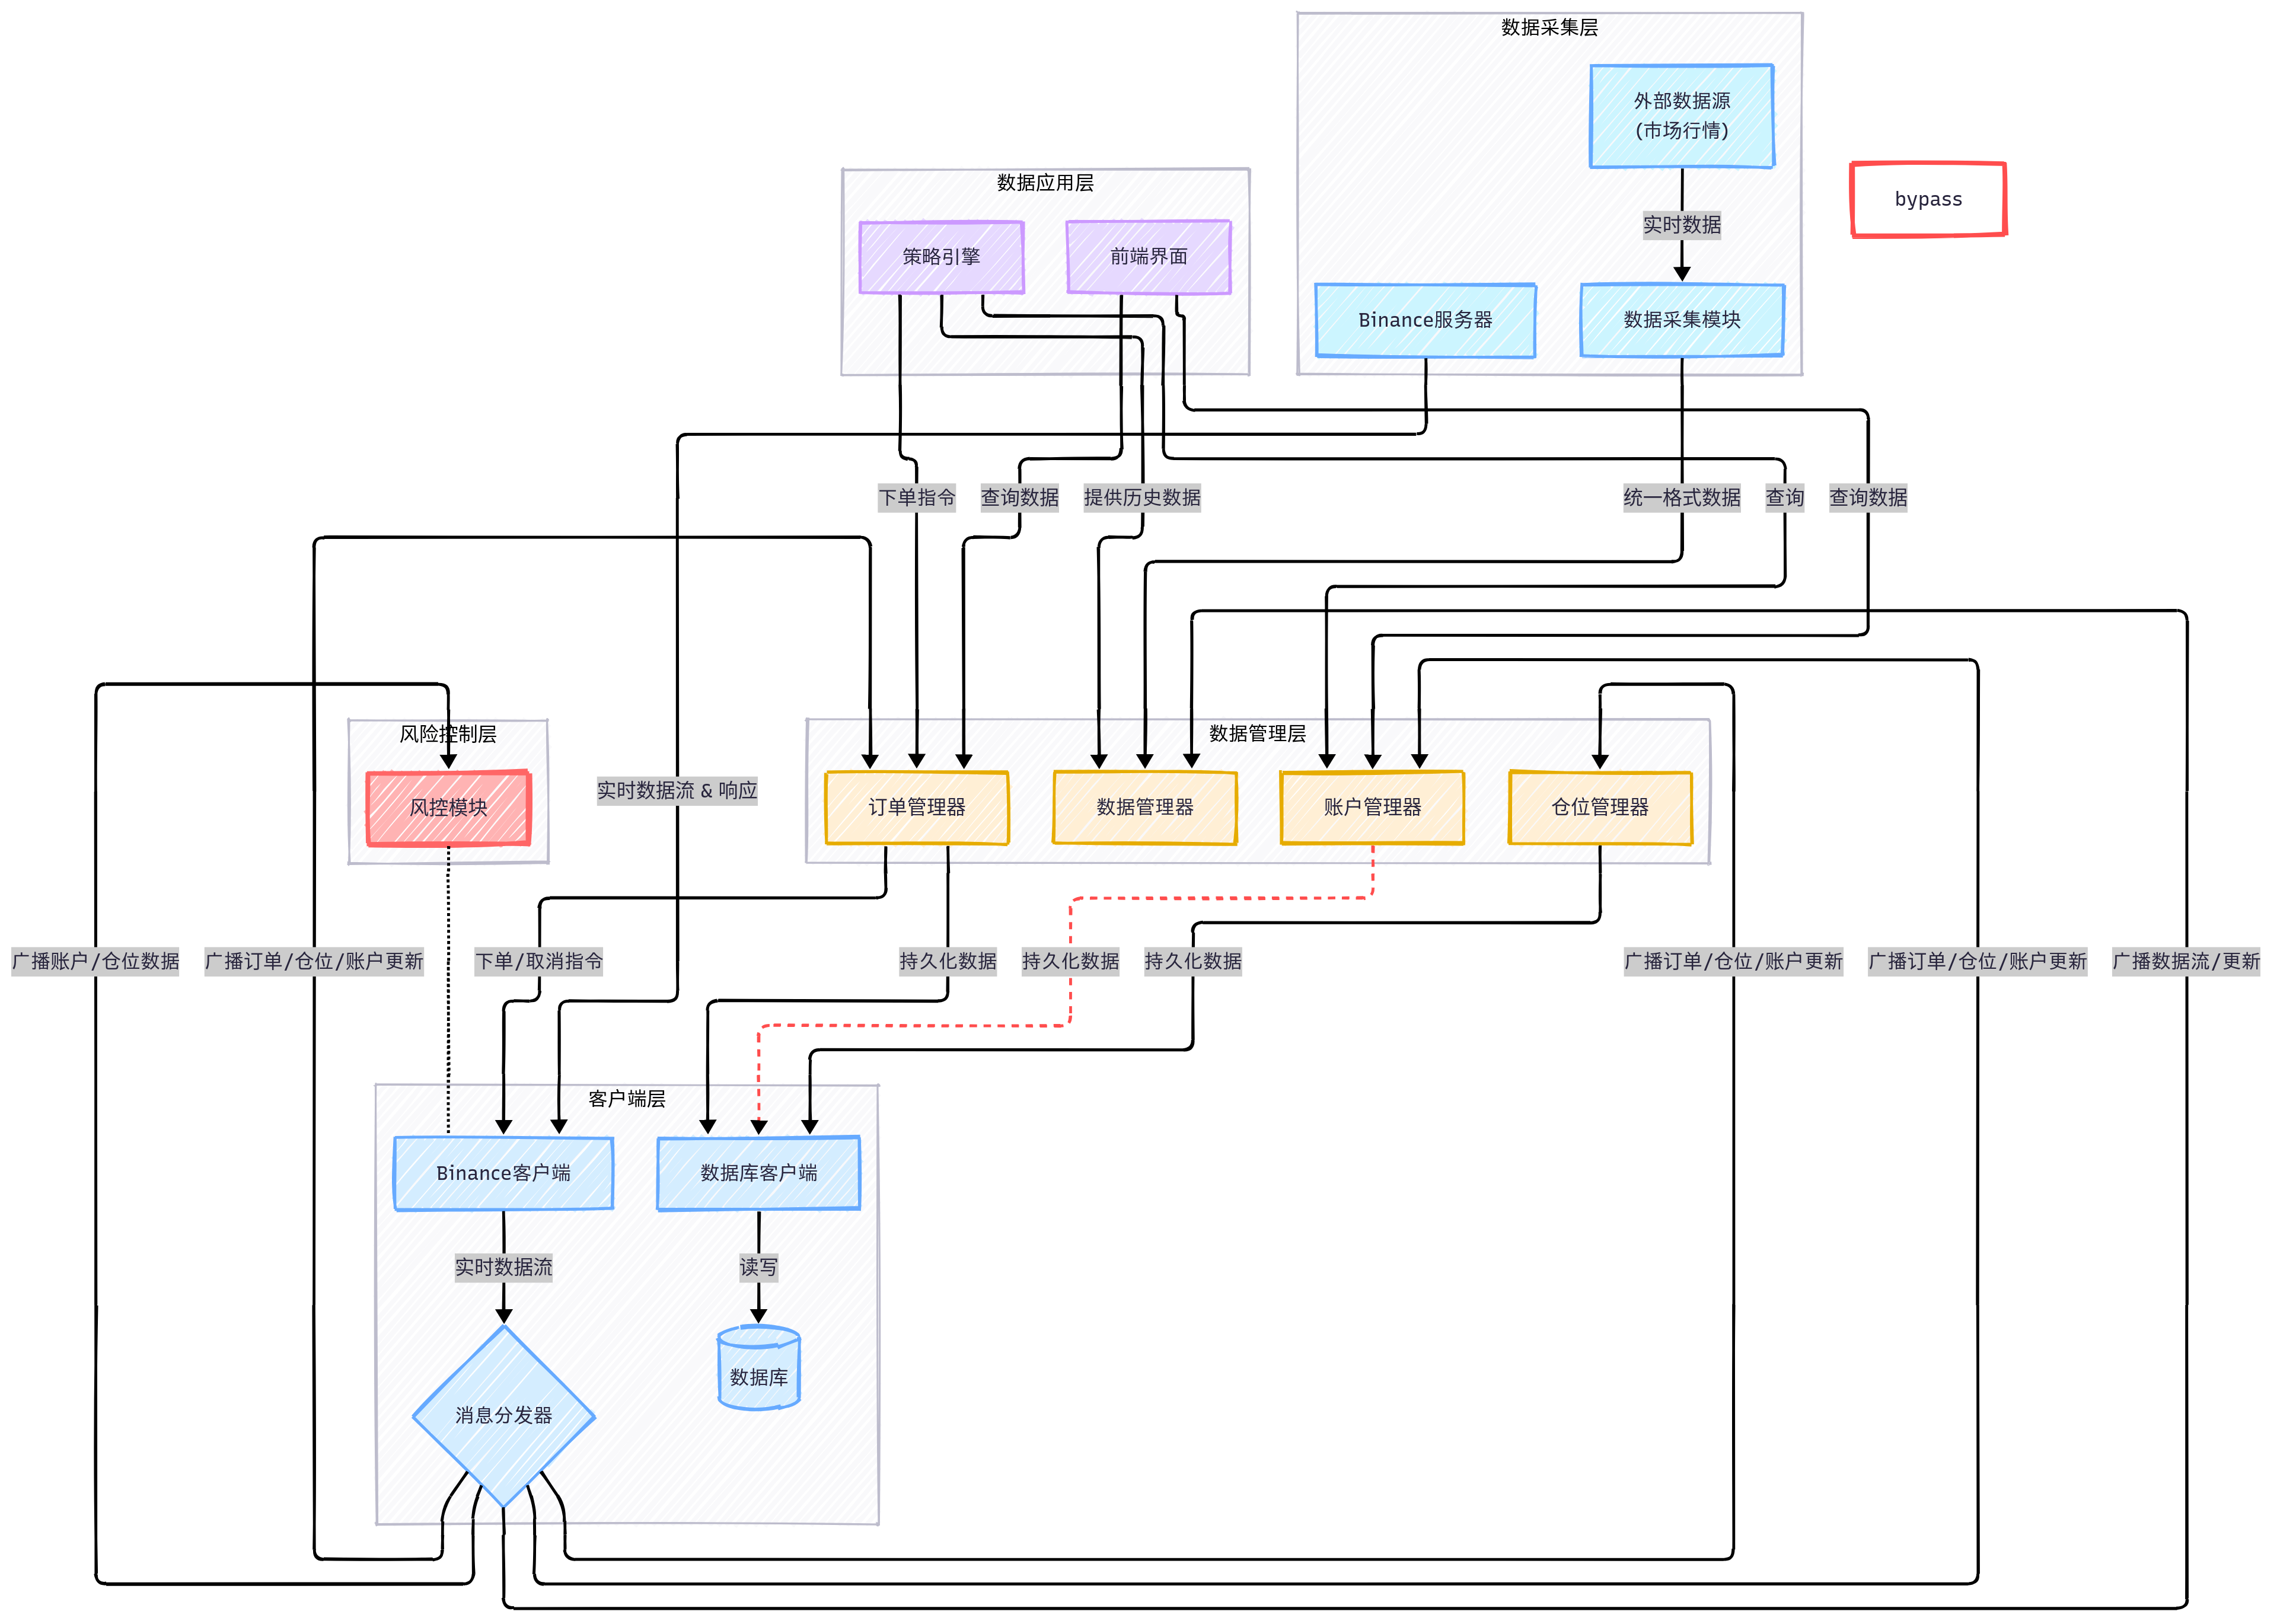 数据采集层
外部数据源
(市场行情)
bypass
数据应用层
实时数据
策略引擎
前端界面
Binance服务器
数据采集模块
下单指令
查询数据
提供历史数据
统一格式数据
查询
查询数据
风险控制层
数据管理层
实时数据流 & 响应
风控模块
订单管理器
数据管理器
账户管理器
仓位管理器
广播账户/仓位数据
广播订单/仓位/账户更新
下单/取消指令
持久化数据
持久化数据
持久化数据
广播订单/仓位/账户更新
广播订单/仓位/账户更新
广播数据流/更新
客户端层
Binance客户端
数据库客户端
实时数据流
读写
数据库
消息分发器